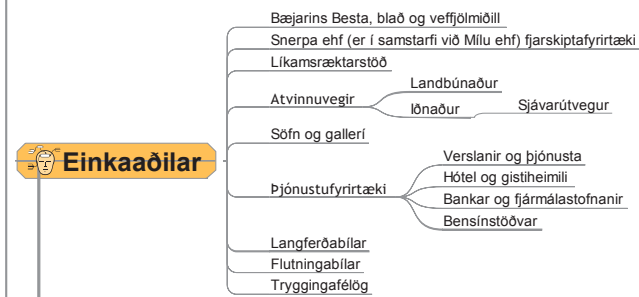 Bæjarins Besta, blað og veffjölmiðill
Snerpa ehf (er í samstarfi við Mílu ehf) fjarskiptafyrirtæki
Líkamsræktarstöð
Atvinnuvegir
Landbúnaður
Iðnaður
Sjávarútvegur
Söfn og gallerí
Einkaaðilar
Þjónustufyrirtæki
Verslanir og þjónusta
Hótel og gistiheimili
Bankar og fjármálastofnanir
Bensínstöðvar
Langferðabílar
Flutningabílar
Tryggingafélög